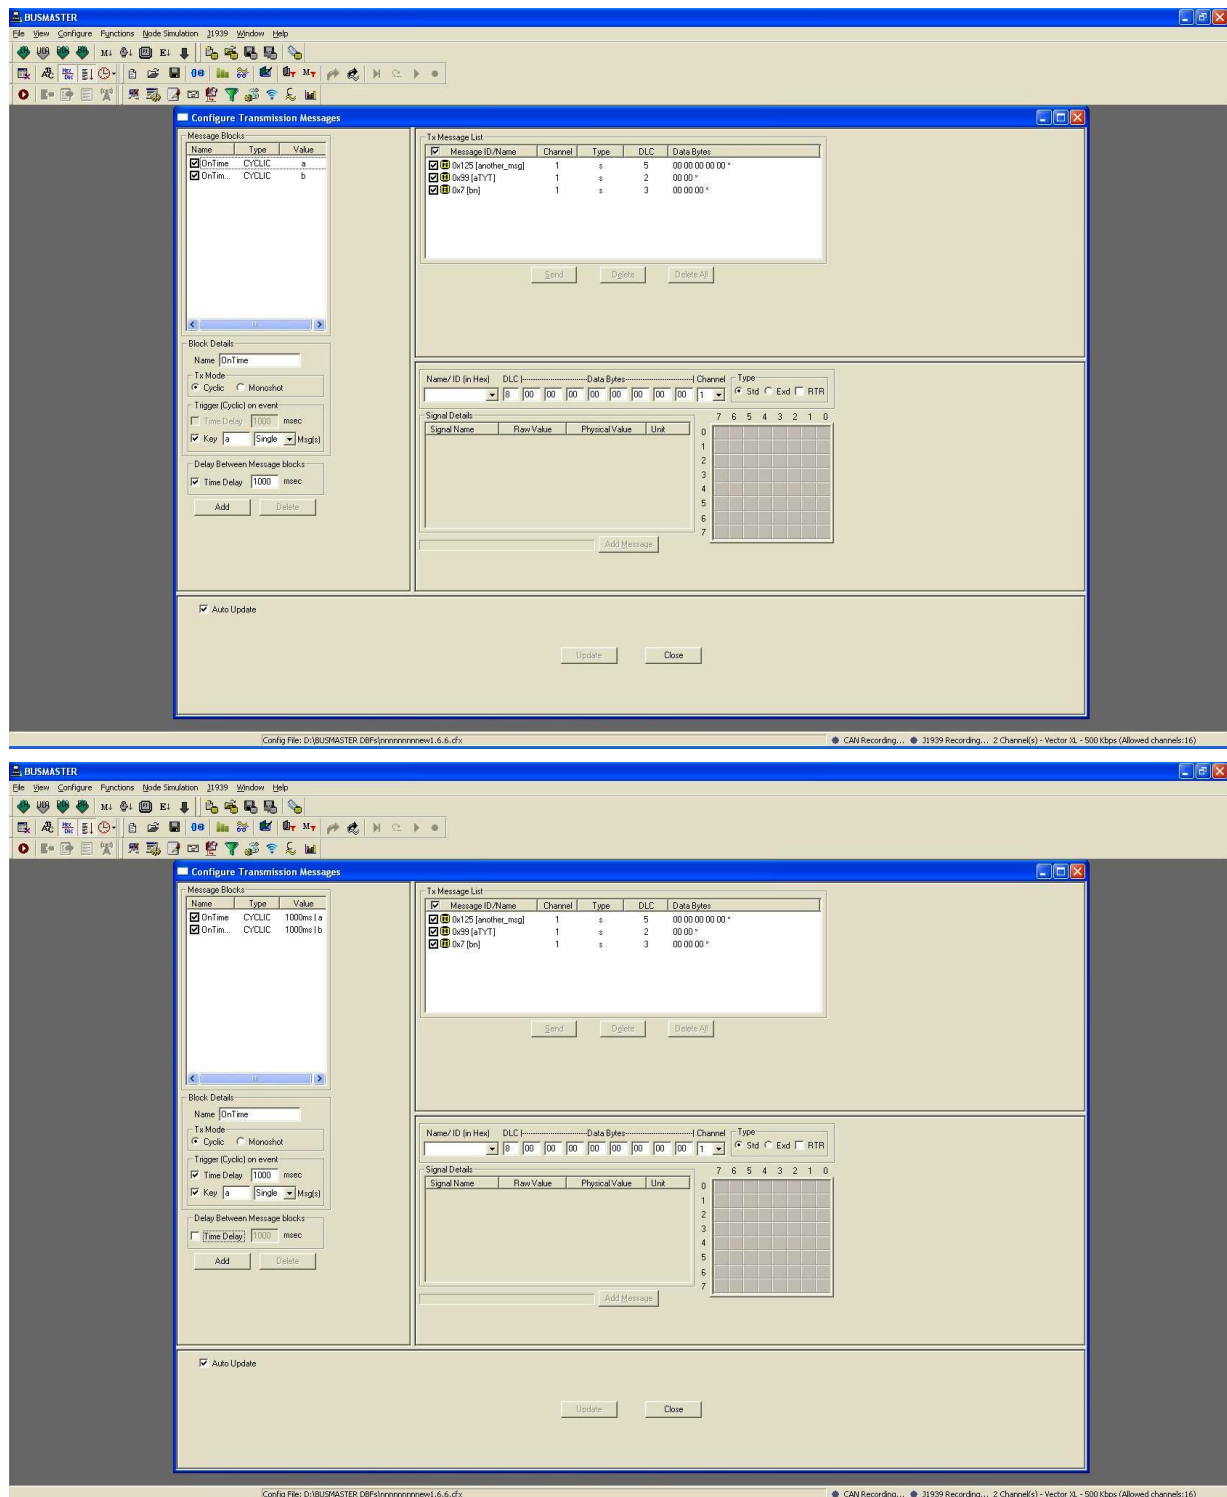 BUSMASTER
File View Configure Functions Node Simulation J1939 Window Help
Configure Transmission Messages
Message Blocks
Name Type Value
OnTime CYCLIC a
OnTim... CYCLIC b
Tx Message List
Message ID/Name Channel Type DLC Data Bytes
0x125 [another_msg] 1 s 5 00 00 00 00 00 *
0x99 [aTYT] 1 s 2 00 00 *
0x7 [bn] 1 s 3 00 00 00 *
Send Delete Delete All
Block Details
Name OnTime
Tx Mode
Cyclic Monoshot
Trigger (Cyclic) on event
Time Delay 1000 msec
Key a Single Msg(s)
Delay Between Message blocks
Time Delay 1000 msec
Add Delete
Name/ ID (in Hex) DLC |---Data Bytes---| Channel Type
8 00 00 00 00 00 00 00 00 1 Std Exd RTR
Signal Details
Signal Name Raw Value Physical Value Unit
7 6 5 4 3 2 1 0
0
1
2
3
4
5
6
7
Add Message
Auto Update
Update Close
Config File: D:\BUSMASTER DBFs\nnnnnnnnew1.6.6.cfx
CAN Recording... J1939 Recording... 2 Channel(s) - Vector XL - 500 Kbps (Allowed channels:16)
BUSMASTER
File View Configure Functions Node Simulation J1939 Window Help
Configure Transmission Messages
Message Blocks
Name Type Value
OnTime CYCLIC 1000ms | a
OnTim... CYCLIC 1000ms | b
Tx Message List
Message ID/Name Channel Type DLC Data Bytes
0x125 [another_msg] 1 s 5 00 00 00 00 00 *
0x99 [aTYT] 1 s 2 00 00 *
0x7 [bn] 1 s 3 00 00 00 *
Send Delete Delete All
Block Details
Name OnTime
Tx Mode
Cyclic Monoshot
Trigger (Cyclic) on event
Time Delay 1000 msec
Key a Single Msg(s)
Delay Between Message blocks
Time Delay 1000 msec
Add Delete
Name/ ID (in Hex) DLC |---Data Bytes---| Channel Type
8 00 00 00 00 00 00 00 00 1 Std Exd RTR
Signal Details
Signal Name Raw Value Physical Value Unit
7 6 5 4 3 2 1 0
0
1
2
3
4
5
6
7
Add Message
Auto Update
Update Close
Config File: D:\BUSMASTER DBFs\nnnnnnnnew1.6.6.cfx
CAN Recording... J1939 Recording... 2 Channel(s) - Vector XL - 500 Kbps (Allowed channels:16)